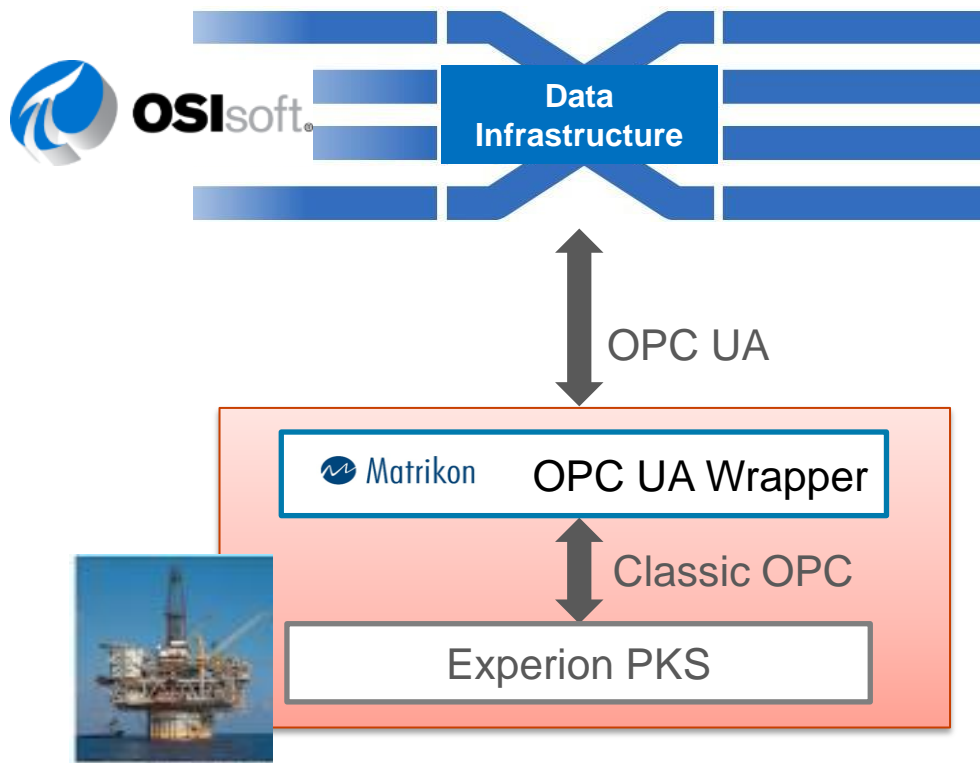 OSIsoft®
Data
Infrastructure
OPC UA
Matrikon
OPC UA Wrapper
Classic OPC
Experion PKS